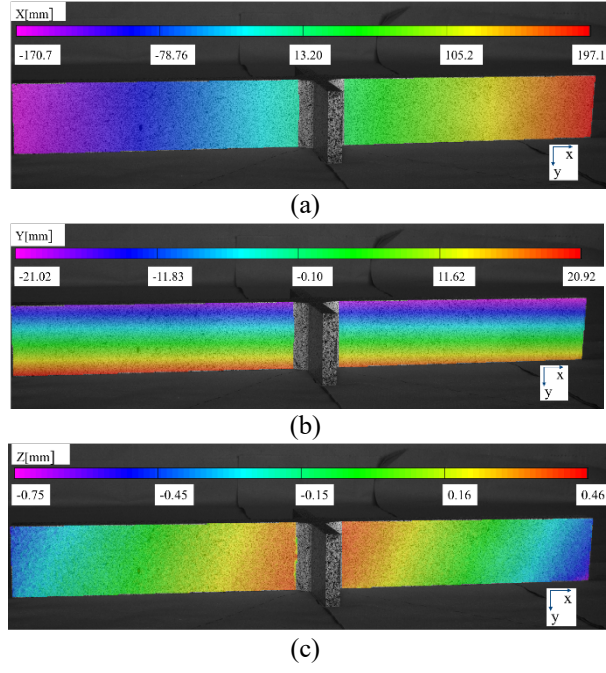 X[mm]
-170.7 -78.76 13.20 105.2 197.1
x
y
(a)
Y[mm]
-21.02 -11.83 -0.10 11.62 20.92
x
y
(b)
Z[mm]
-0.75 -0.45 -0.15 0.16 0.46
x
y
(c)